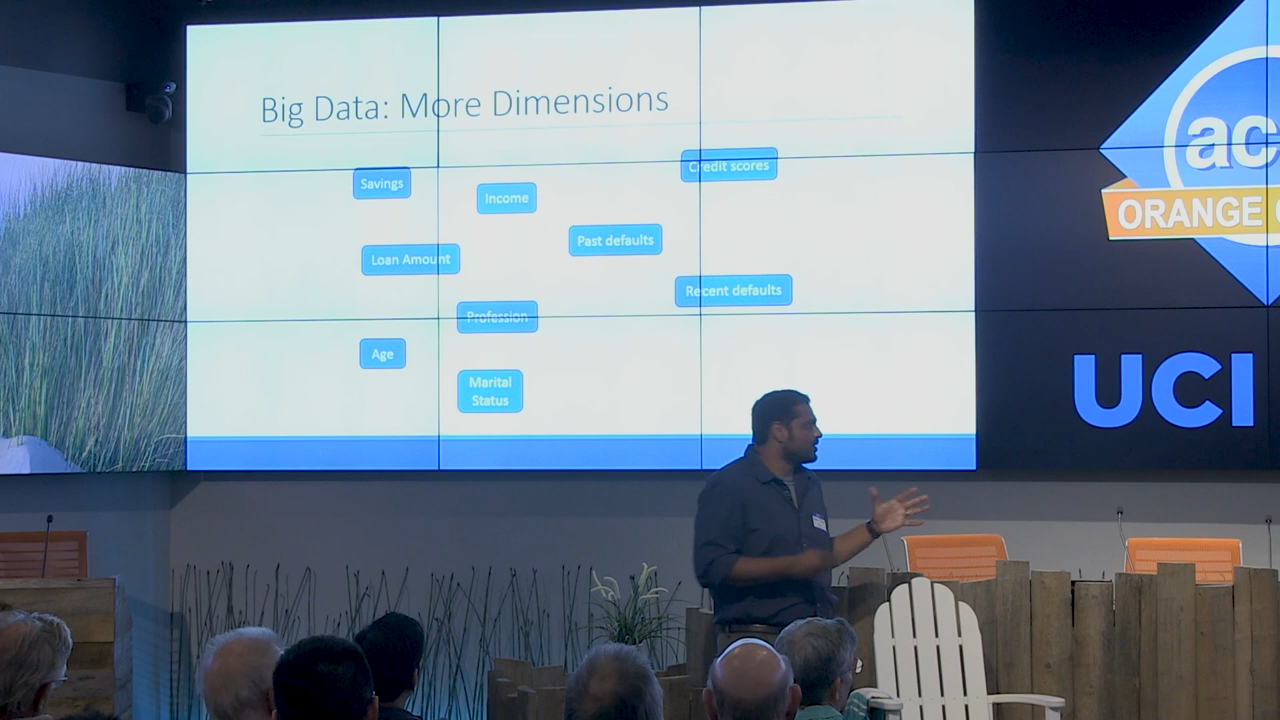 Big Data: More Dimensions
Credit scores
Savings
Income
Past defaults
Loan Amount
Recent defaults
Profession
Age
Marital
Status
ac
ORANGE
UCI